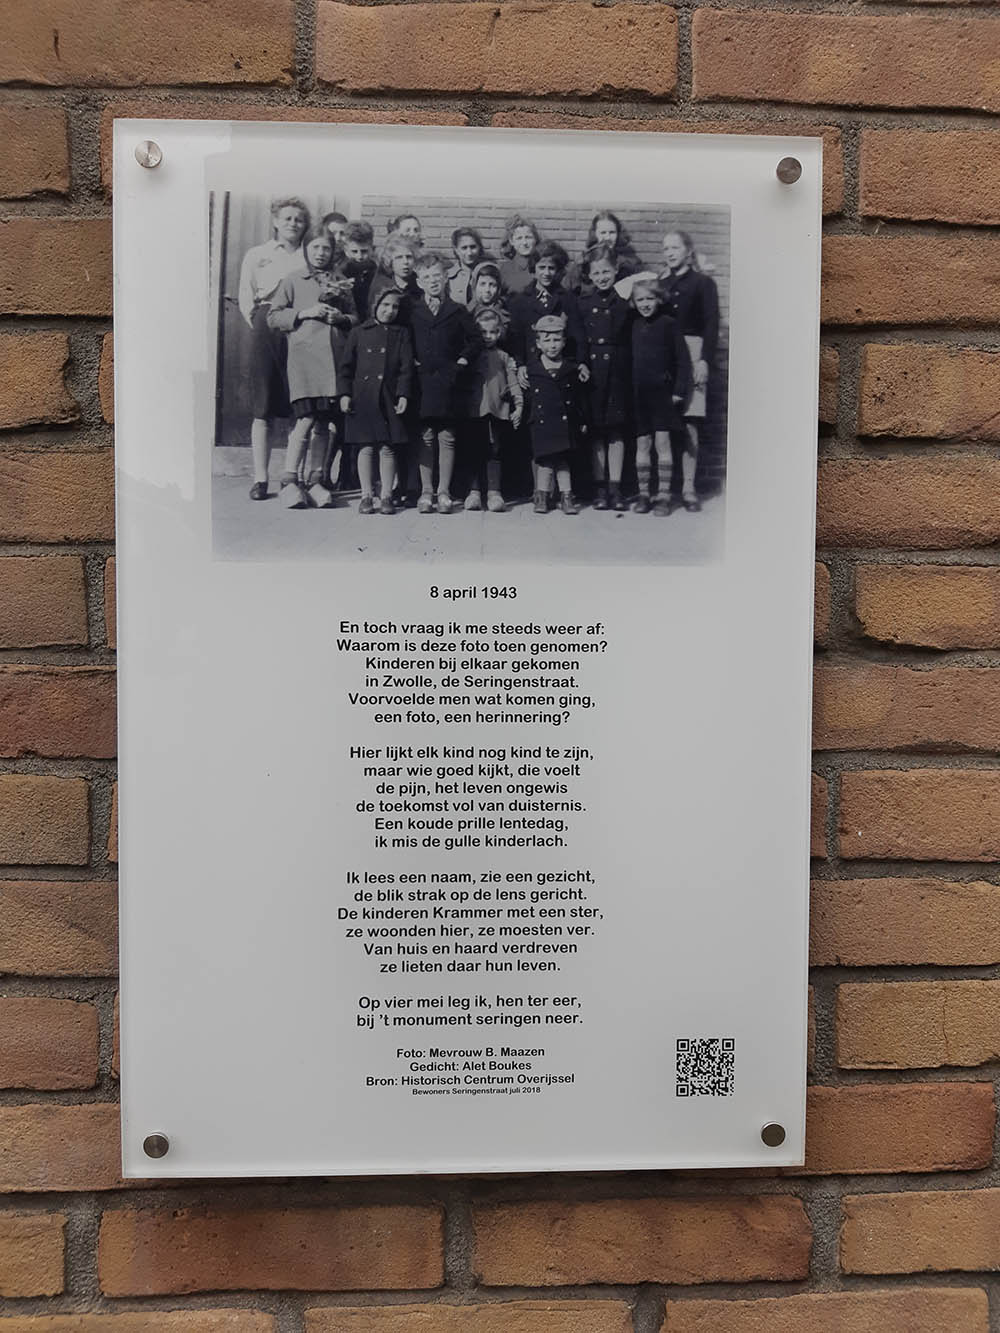 8 april 1943
En toch vraag ik me steeds weer af:
Waarom is deze foto toen genomen?
Kinderen bij elkaar gekomen
in Zwolle, de Seringenstraat.
Voorvoelde men wat komen ging,
een foto, een herinnering?
Hier lijkt elk kind nog kind te zijn,
maar wie goed kijkt, die voelt
de pijn, het leven ongewis
de toekomst vol van duisternis.
Een koude prille lentedag,
ik mis de gulle kinderlach.
Ik lees een naam, zie een gezicht,
de blik strak op de lens gericht.
De kinderen Krammer met een ster,
ze woonden hier, ze moesten ver.
Van huis en haard verdreven
ze lieten daar hun leven.
Op vier mei leg ik, hen ter eer,
bij 't monument seringen neer.
Foto: Mevrouw B. Maazen
Gedicht: Alet Boukes
Bron: Historisch Centrum Overijssel
Bewoners Seringenstraat juli 2018